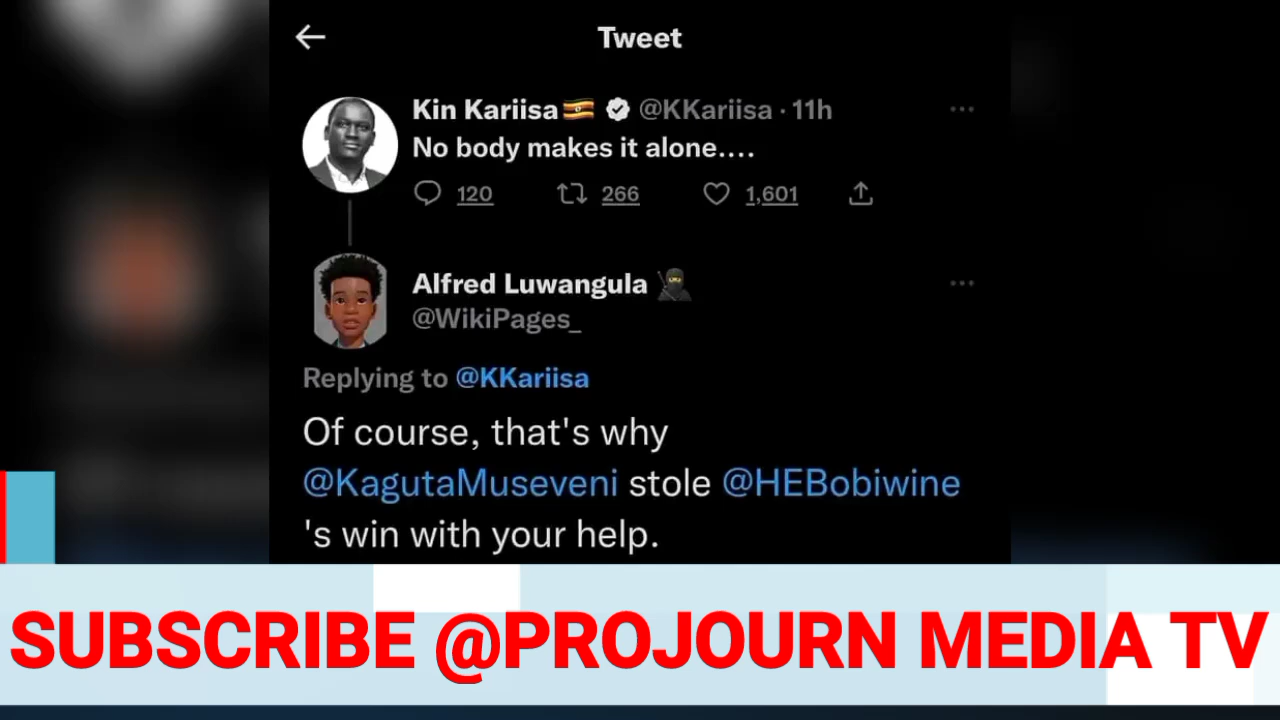 Tweet
Kin Kariisa🇺🇬 @KKariisa · 11h
No body makes it alone....
120 266 1,601
Alfred Luwangula 🥷
@WikiPages_
Replying to @KKariisa
Of course, that's why
@KagutaMuseveni stole @HEBobiwine
's win with your help.
SUBSCRIBE @PROJOURN MEDIA TV